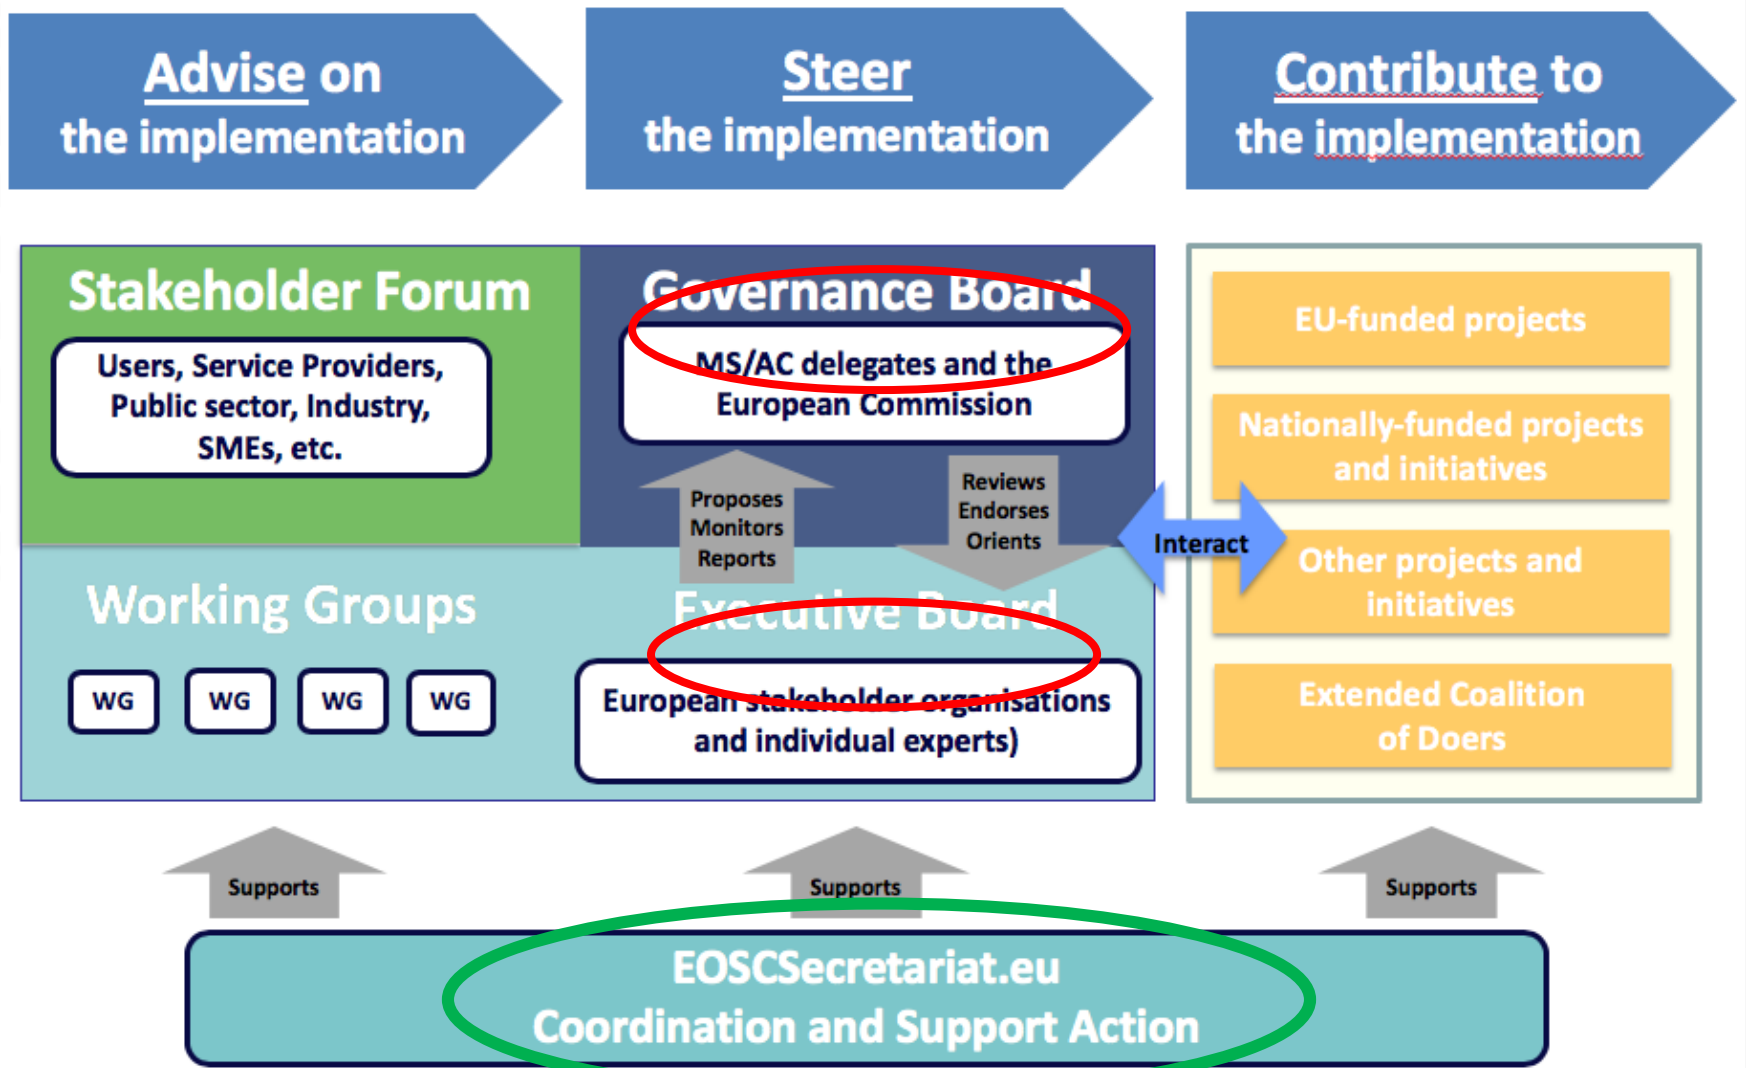 Advise on
the implementation
Steer
the implementation
Contribute to
the implementation
Stakeholder Forum
Users, Service Providers,
Public sector, Industry,
SMEs, etc.
Governance Board
MS/AC delegates and the
European Commission
Proposes
Monitors
Reports
Reviews
Endorses
Orients
Working Groups
WG
WG
WG
WG
Executive Board
European stakeholder organisations
and individual experts)
Interact
EU-funded projects
Nationally-funded projects
and initiatives
Other projects and
initiatives
Extended Coalition
of Doers
Supports
Supports
Supports
EOSCSecretariat.eu
Coordination and Support Action